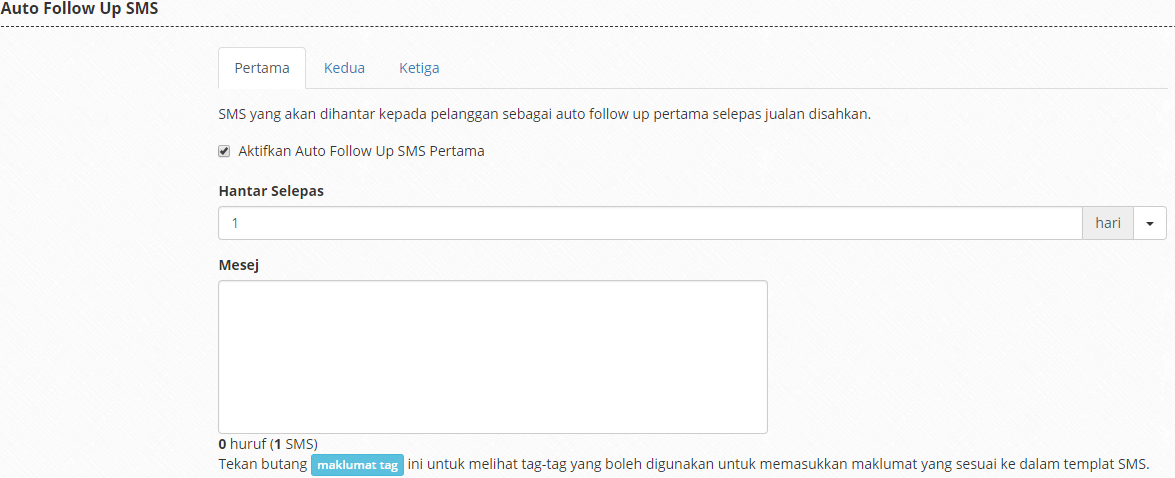 Auto Follow Up SMS
Pertama Kedua Ketiga
SMS yang akan dihantar kepada pelanggan sebagai auto follow up pertama selepas jualan disahkan.
Aktifkan Auto Follow Up SMS Pertama
Hantar Selepas
1 hari
Mesej
0 huruf (1 SMS)
Tekan butang maklumat tag ini untuk melihat tag-tag yang boleh digunakan untuk memasukkan maklumat yang sesuai ke dalam templat SMS.